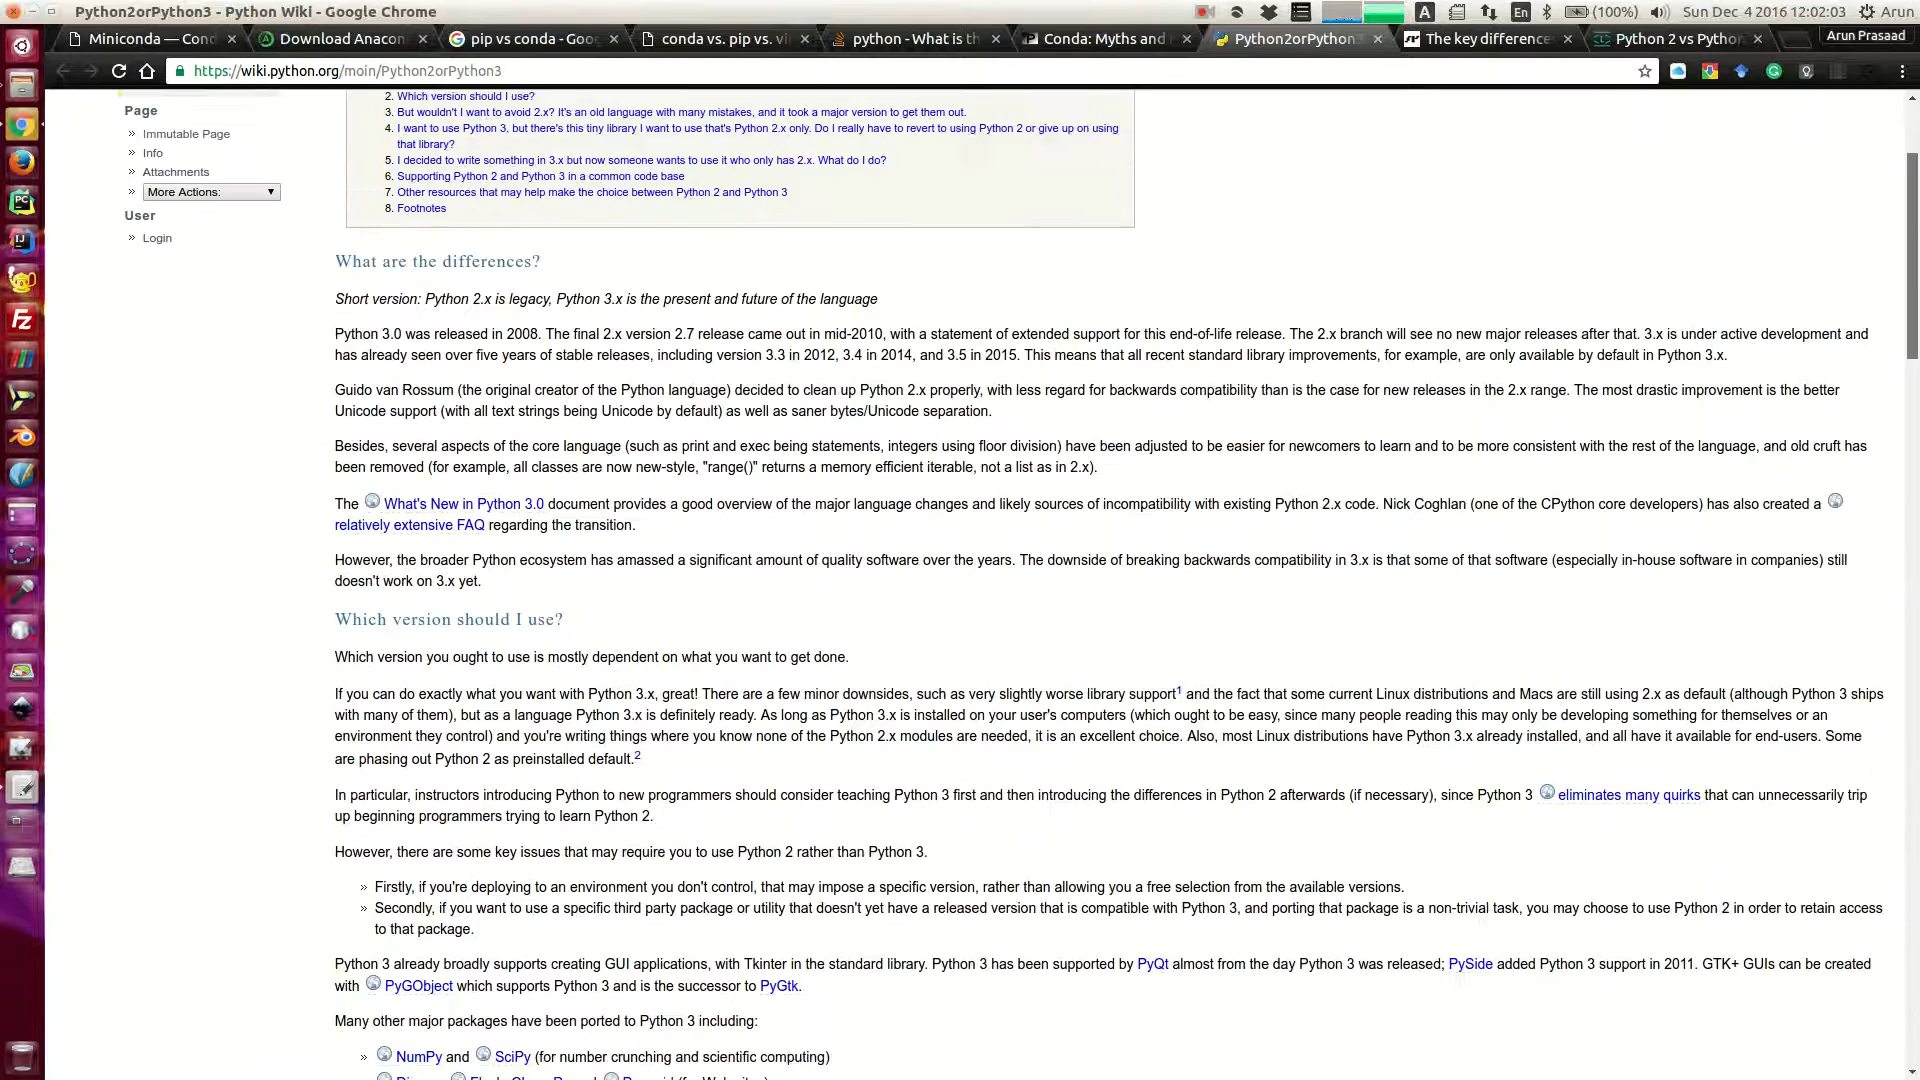 Python2orPython3 - Python Wiki - Google Chrome
A En (100%) Sun Dec 4 2016 12:02:03 Arun
Miniconda — Cond × Download Anacon × pip vs conda - Goo × conda vs. pip vs. vi × python - What is th × Conda: Myths and × Python2orPython × The key difference × Python 2 vs Pytho × Arun Prasaad
https://wiki.python.org/moin/Python2orPython3
Page
Immutable Page
Info
Attachments
More Actions:
User
Login
2. Which version should I use?
3. But wouldn't I want to avoid 2.x? It's an old language with many mistakes, and it took a major version to get them out.
4. I want to use Python 3, but there's this tiny library I want to use that's Python 2.x only. Do I really have to revert to using Python 2 or give up on using
that library?
5. I decided to write something in 3.x but now someone wants to use it who only has 2.x. What do I do?
6. Supporting Python 2 and Python 3 in a common code base
7. Other resources that may help make the choice between Python 2 and Python 3
8. Footnotes
What are the differences?
Short version: Python 2.x is legacy, Python 3.x is the present and future of the language
Python 3.0 was released in 2008. The final 2.x version 2.7 release came out in mid-2010, with a statement of extended support for this end-of-life release. The 2.x branch will see no new major releases after that. 3.x is under active development and
has already seen over five years of stable releases, including version 3.3 in 2012, 3.4 in 2014, and 3.5 in 2015. This means that all recent standard library improvements, for example, are only available by default in Python 3.x.
Guido van Rossum (the original creator of the Python language) decided to clean up Python 2.x properly, with less regard for backwards compatibility than is the case for new releases in the 2.x range. The most drastic improvement is the better
Unicode support (with all text strings being Unicode by default) as well as saner bytes/Unicode separation.
Besides, several aspects of the core language (such as print and exec being statements, integers using floor division) have been adjusted to be easier for newcomers to learn and to be more consistent with the rest of the language, and old cruft has
been removed (for example, all classes are now new-style, "range()" returns a memory efficient iterable, not a list as in 2.x).
The What's New in Python 3.0 document provides a good overview of the major language changes and likely sources of incompatibility with existing Python 2.x code. Nick Coghlan (one of the CPython core developers) has also created a
relatively extensive FAQ regarding the transition.
However, the broader Python ecosystem has amassed a significant amount of quality software over the years. The downside of breaking backwards compatibility in 3.x is that some of that software (especially in-house software in companies) still
doesn't work on 3.x yet.
Which version should I use?
Which version you ought to use is mostly dependent on what you want to get done.
If you can do exactly what you want with Python 3.x, great! There are a few minor downsides, such as very slightly worse library support1 and the fact that some current Linux distributions and Macs are still using 2.x as default (although Python 3 ships
with many of them), but as a language Python 3.x is definitely ready. As long as Python 3.x is installed on your user's computers (which ought to be easy, since many people reading this may only be developing something for themselves or an
environment they control) and you're writing things where you know none of the Python 2.x modules are needed, it is an excellent choice. Also, most Linux distributions have Python 3.x already installed, and all have it available for end-users. Some
are phasing out Python 2 as preinstalled default.2
In particular, instructors introducing Python to new programmers should consider teaching Python 3 first and then introducing the differences in Python 2 afterwards (if necessary), since Python 3 eliminates many quirks that can unnecessarily trip
up beginning programmers trying to learn Python 2.
However, there are some key issues that may require you to use Python 2 rather than Python 3.
Firstly, if you're deploying to an environment you don't control, that may impose a specific version, rather than allowing you a free selection from the available versions.
Secondly, if you want to use a specific third party package or utility that doesn't yet have a released version that is compatible with Python 3, and porting that package is a non-trivial task, you may choose to use Python 2 in order to retain access
to that package.
Python 3 already broadly supports creating GUI applications, with Tkinter in the standard library. Python 3 has been supported by PyQt almost from the day Python 3 was released; PySide added Python 3 support in 2011. GTK+ GUIs can be created
with PyGObject which supports Python 3 and is the successor to PyGtk.
Many other major packages have been ported to Python 3 including:
NumPy and SciPy (for number crunching and scientific computing)